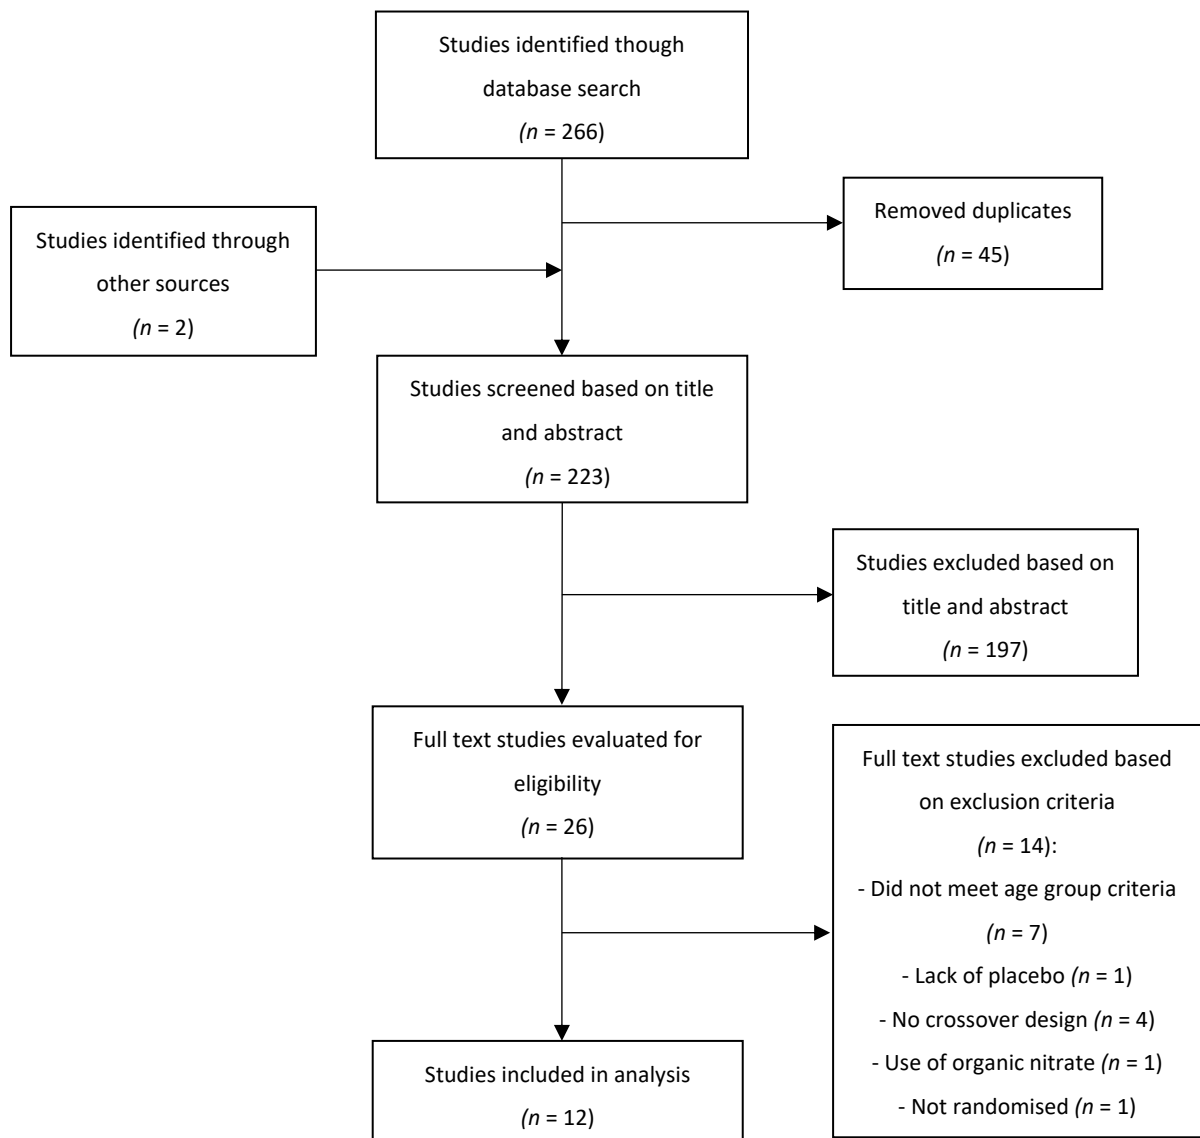 Studies identified though
database search
(n = 266)
Removed duplicates
(n = 45)
Studies identified through
other sources
(n = 2)
Studies screened based on title
and abstract
(n = 223)
Studies excluded based on
title and abstract
(n = 197)
Full text studies evaluated for
eligibility
(n = 26)
Full text studies excluded based
on exclusion criteria
(n = 14):
- Did not meet age group criteria
(n = 7)
- Lack of placebo (n = 1)
- No crossover design (n = 4)
- Use of organic nitrate (n = 1)
- Not randomised (n = 1)
Studies included in analysis
(n = 12)